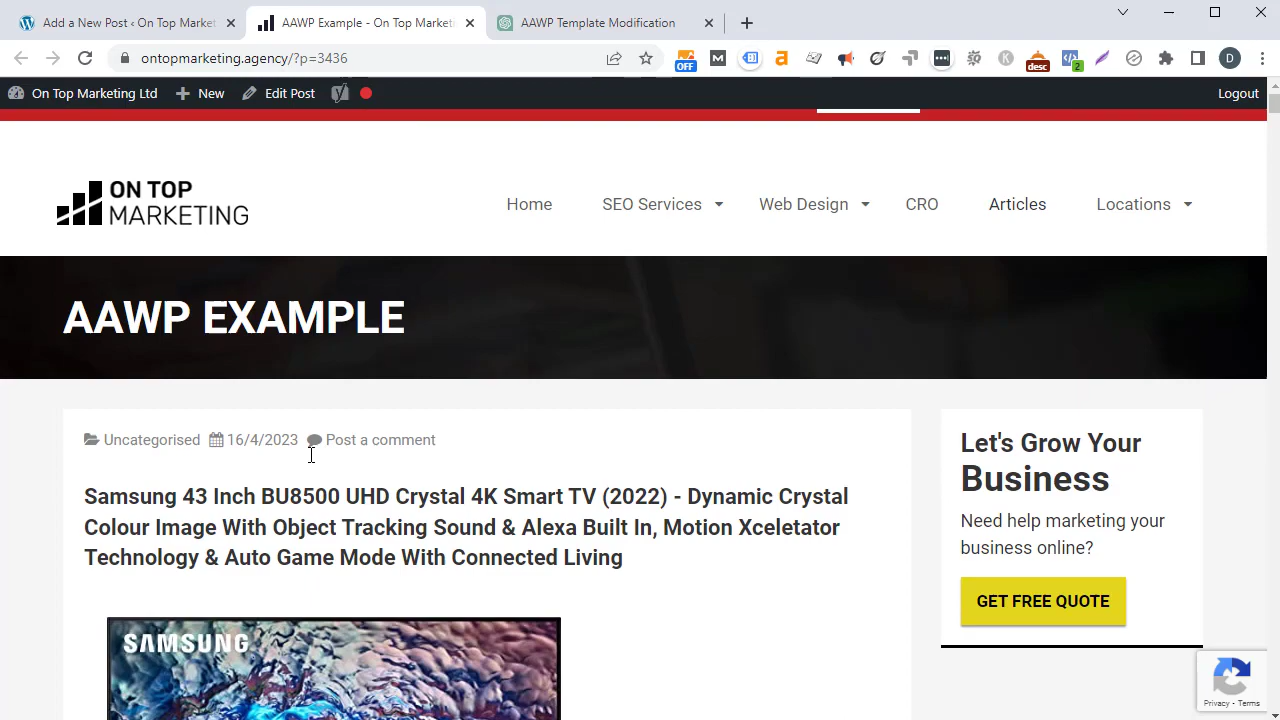 Add a New Post ‹ On Top Market
AAWP Example - On Top Marketi
AAWP Template Modification
ontopmarketing.agency/?p=3436
OFF
M
a
K
desc
2
D
On Top Marketing Ltd
New
Edit Post
Logout
ON TOP
MARKETING
Home
SEO Services
Web Design
CRO
Articles
Locations
AAWP EXAMPLE
Uncategorised
16/4/2023
Post a comment
Samsung 43 Inch BU8500 UHD Crystal 4K Smart TV (2022) - Dynamic Crystal
Colour Image With Object Tracking Sound & Alexa Built In, Motion Xceletator
Technology & Auto Game Mode With Connected Living
SAMSUNG
Let's Grow Your
Business
Need help marketing your
business online?
GET FREE QUOTE
Privacy - Terms